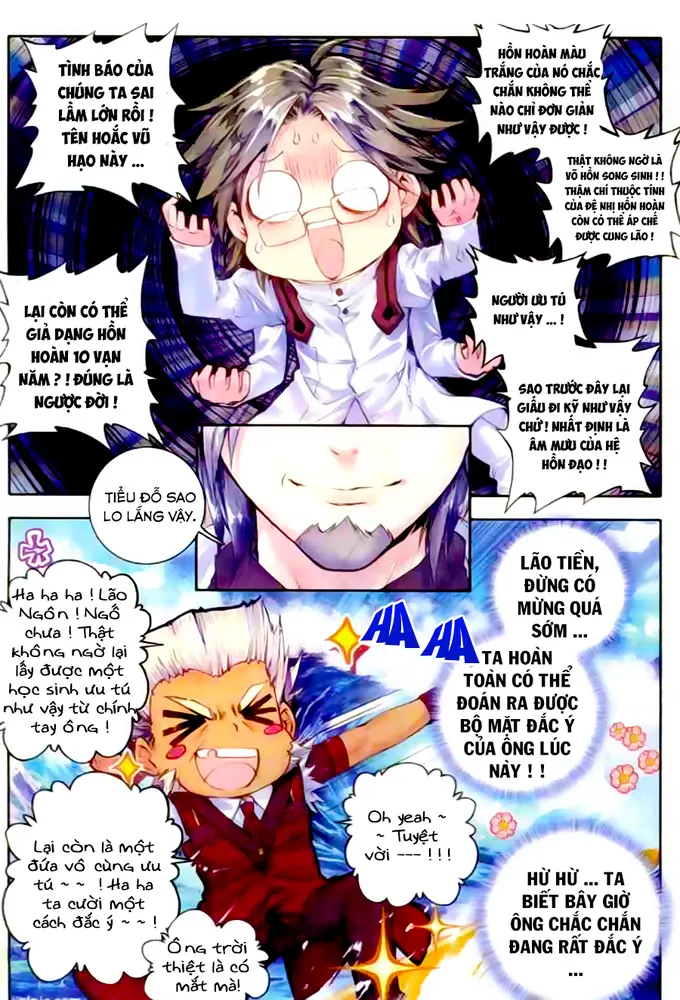 TÌNH BÁO CỦA
CHÚNG TA SAI
LẦM LỚN RỒI !
TÊN HOẮC VŨ
HẠO NÀY ...
HỒN HOÀN MÀU
TRẮNG CỦA NÓ CHẮC
CHẮN KHÔNG THỂ
NÀO CHỈ ĐƠN GIẢN
NHƯ VẬY ĐƯỢC !
THẬT KHÔNG NGỜ LÀ
VÕ HỒN SONG SINH ! !
THẬM CHÍ THUỘC TÍNH
CỦA ĐỆ NHỊ HỒN HOÀN
CÒN CÓ THỂ ÁP CHẾ
ĐƯỢC CUNG LÃO !
LẠI CÒN CÓ THỂ
GIẢ DẠNG HỒN
HOÀN 10 VẠN
NĂM ? ! ĐÚNG LÀ
NGƯỢC ĐỜI !
NGƯỜI ƯU TÚ
NHƯ VẬY ... !
SAO TRƯỚC ĐÂY LẠI
GIẤU ĐI KỸ NHƯ VẬY
CHỨ ! NHẤT ĐỊNH LÀ
ÂM MƯU CỦA HỆ
HỒN ĐẠO ! !
TIỂU ĐỖ SAO
LO LẮNG VẬY.
LÃO TIỀN,
ĐỪNG CÓ
MỪNG QUÁ
SỚM ...
Ha ha ha ! Lão
Ngôn ! Ngố
chưa ! Thật
không ngờ lại
lấy được một
học sinh ưu tú
như vậy từ chính
tay ông !
HA HA
TA HOÀN
TOÀN CÓ THỂ
ĐOÁN RA ĐƯỢC
BỘ MẶT ĐẮC Ý
CỦA ÔNG LÚC
NÀY ! !
Oh yeah ~
~ Tuyệt
vời --- ! ! !
Lại còn là một
đứa vô cùng ưu
tú ~ ~ ! Ha ha
ta cười một
cách đắc ý ~ !
HỪ HỪ ... TA
BIẾT BÂY GIỜ
ÔNG CHẮC CHẮN
ĐANG RẤT ĐẮC Ý
...
Ông trời
thiệt là có
mắt mà!